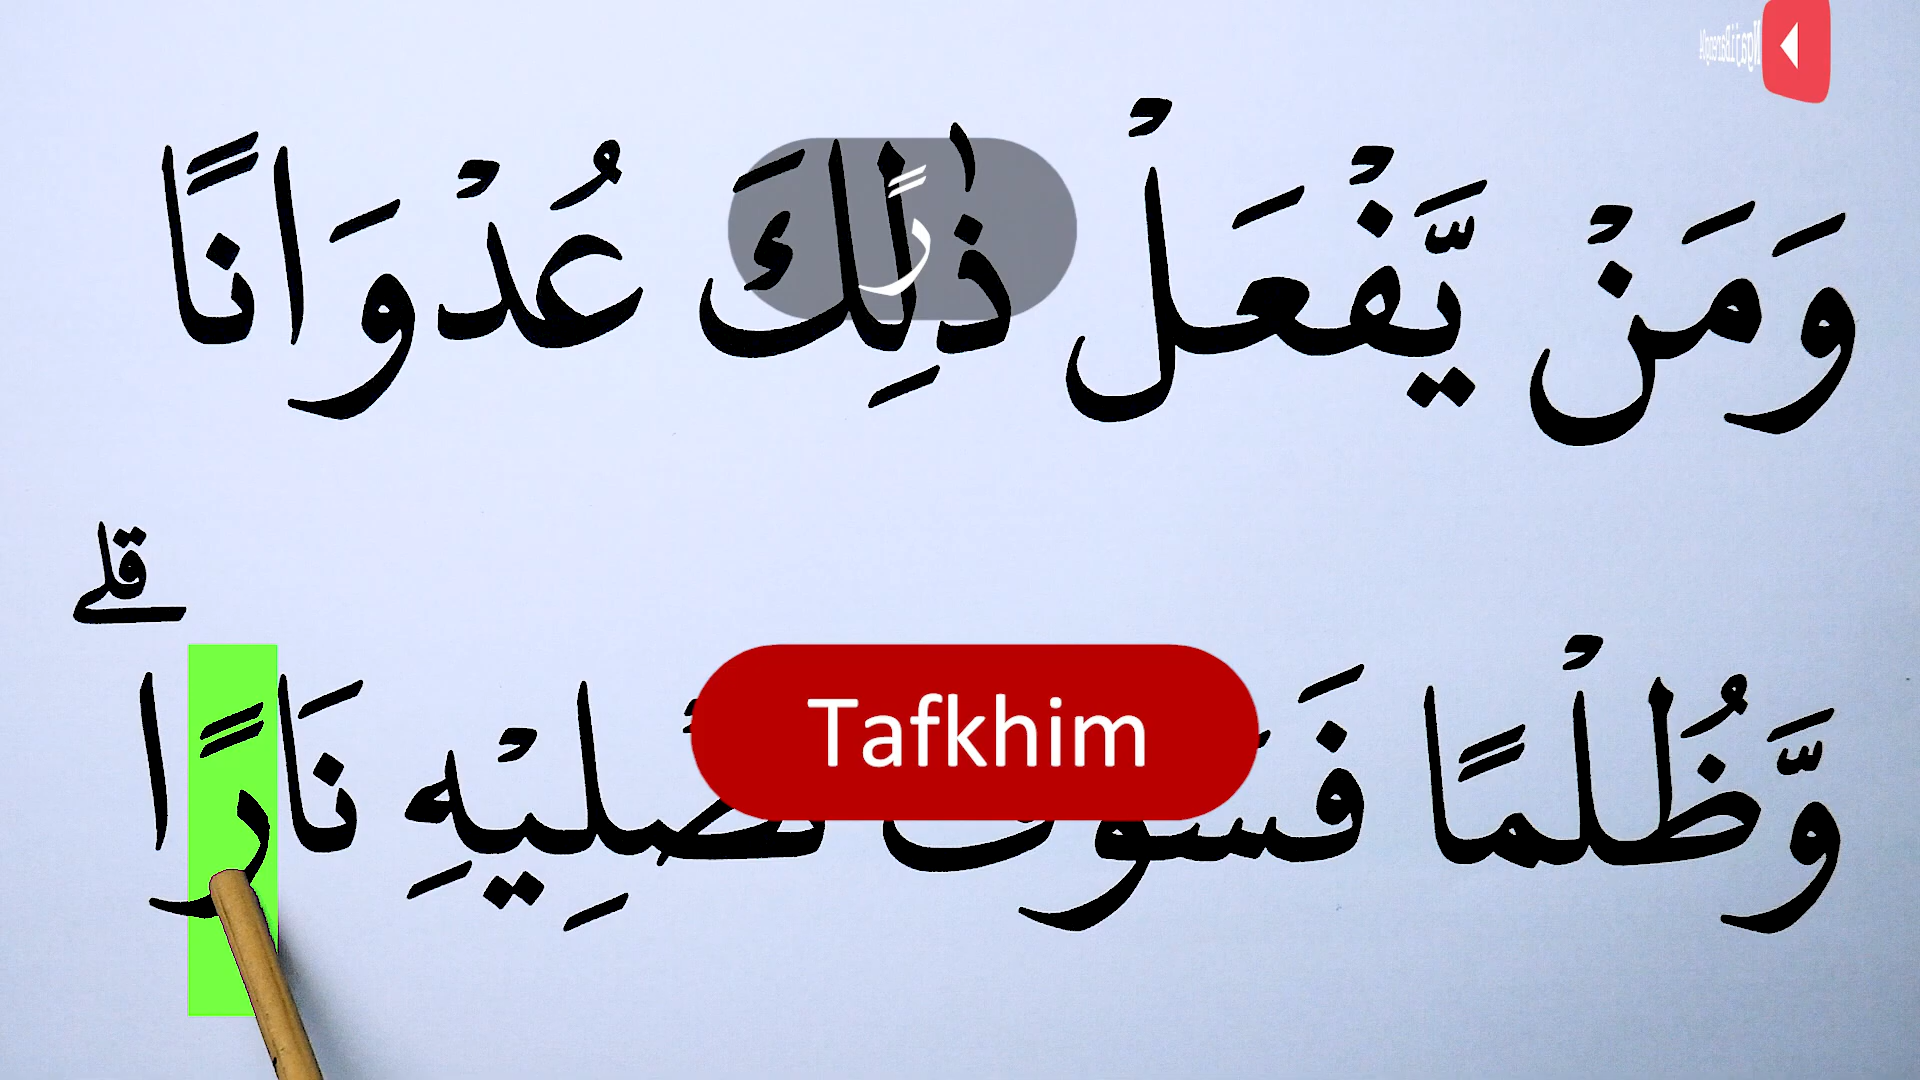 وَمَنْ يَّفْعَلْ ذٰلِكَ عُدْوَانًا
رً
قلے
وَّظُلْمًا فَسَوْفَ نُصْلِيْهِ نَارًا
Tafkhim